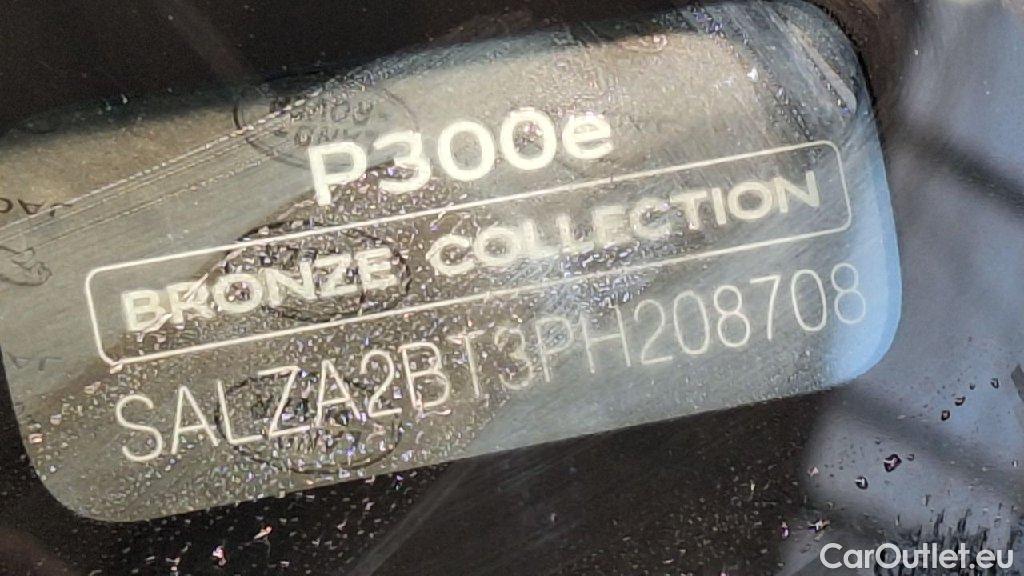 P300e
BRONZE COLLECTION
SALZA2BT3PH208708
CarOutlet.eu